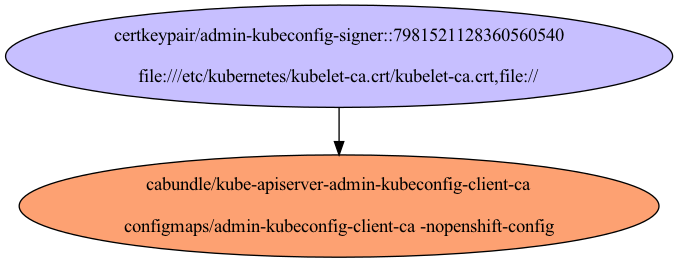 certkeypair/admin-kubeconfig-signer::7981521128360560540
file:///etc/kubernetes/kubelet-ca.crt/kubelet-ca.crt,file://
cabundle/kube-apiserver-admin-kubeconfig-client-ca
configmaps/admin-kubeconfig-client-ca -nopenshift-config